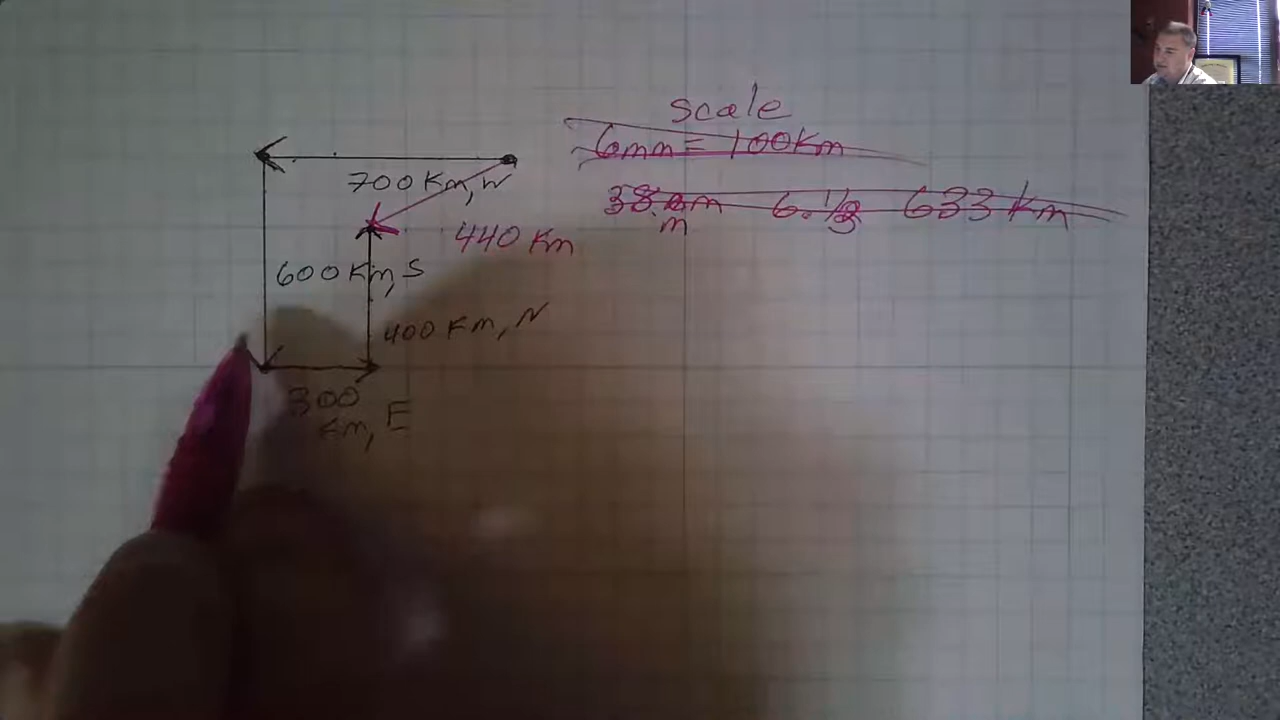 scale
6mm = 100km
38.mm 6.1/3 633 km
m
700 Km, W
440 Km
600 Km, S
400 Km, N
300
Km, E